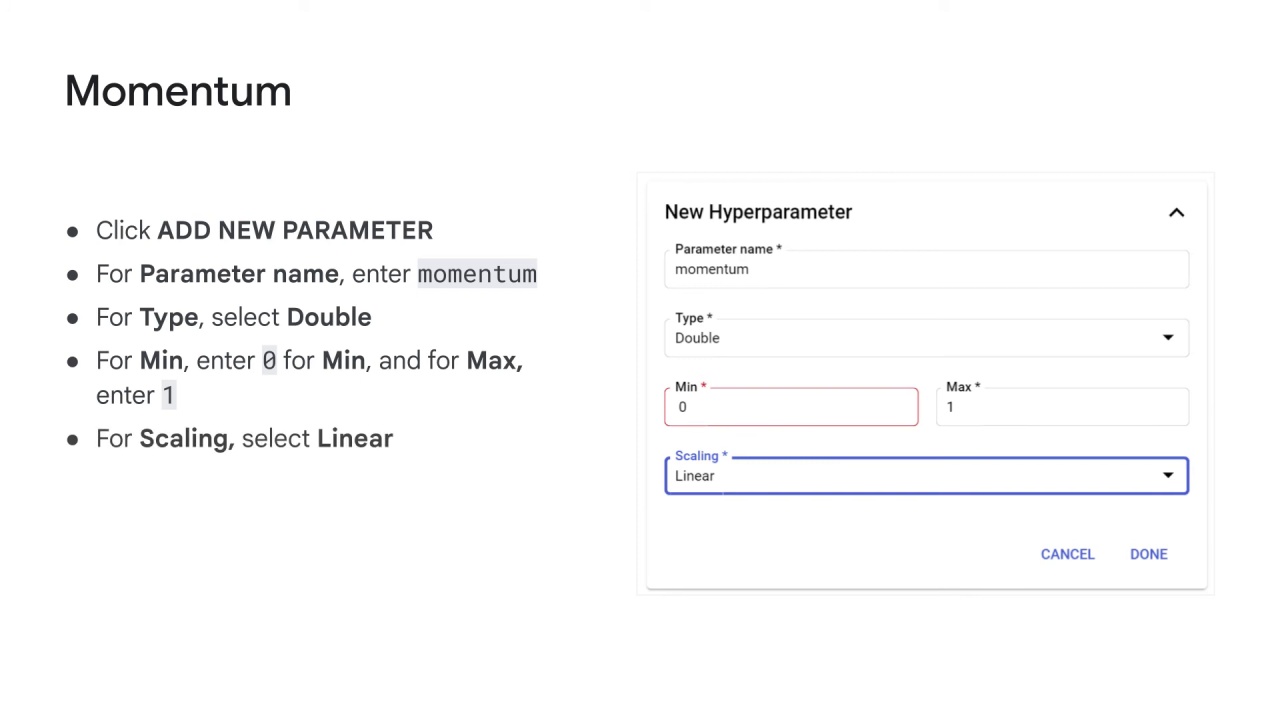 Momentum
● Click ADD NEW PARAMETER
● For Parameter name, enter momentum
● For Type, select Double
● For Min, enter 0 for Min, and for Max,
enter 1
● For Scaling, select Linear
New Hyperparameter
Parameter name *
momentum
Type *
Double
Min * Max *
0 1
Scaling *
Linear
CANCEL DONE